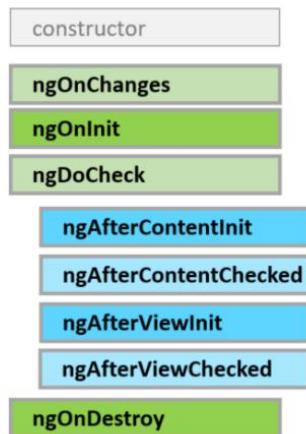 constructor
ngOnChanges
ngOnInit
ngDoCheck
ngAfterContentInit
ngAfterContentChecked
ngAfterViewInit
ngAfterViewChecked
ngOnDestroy